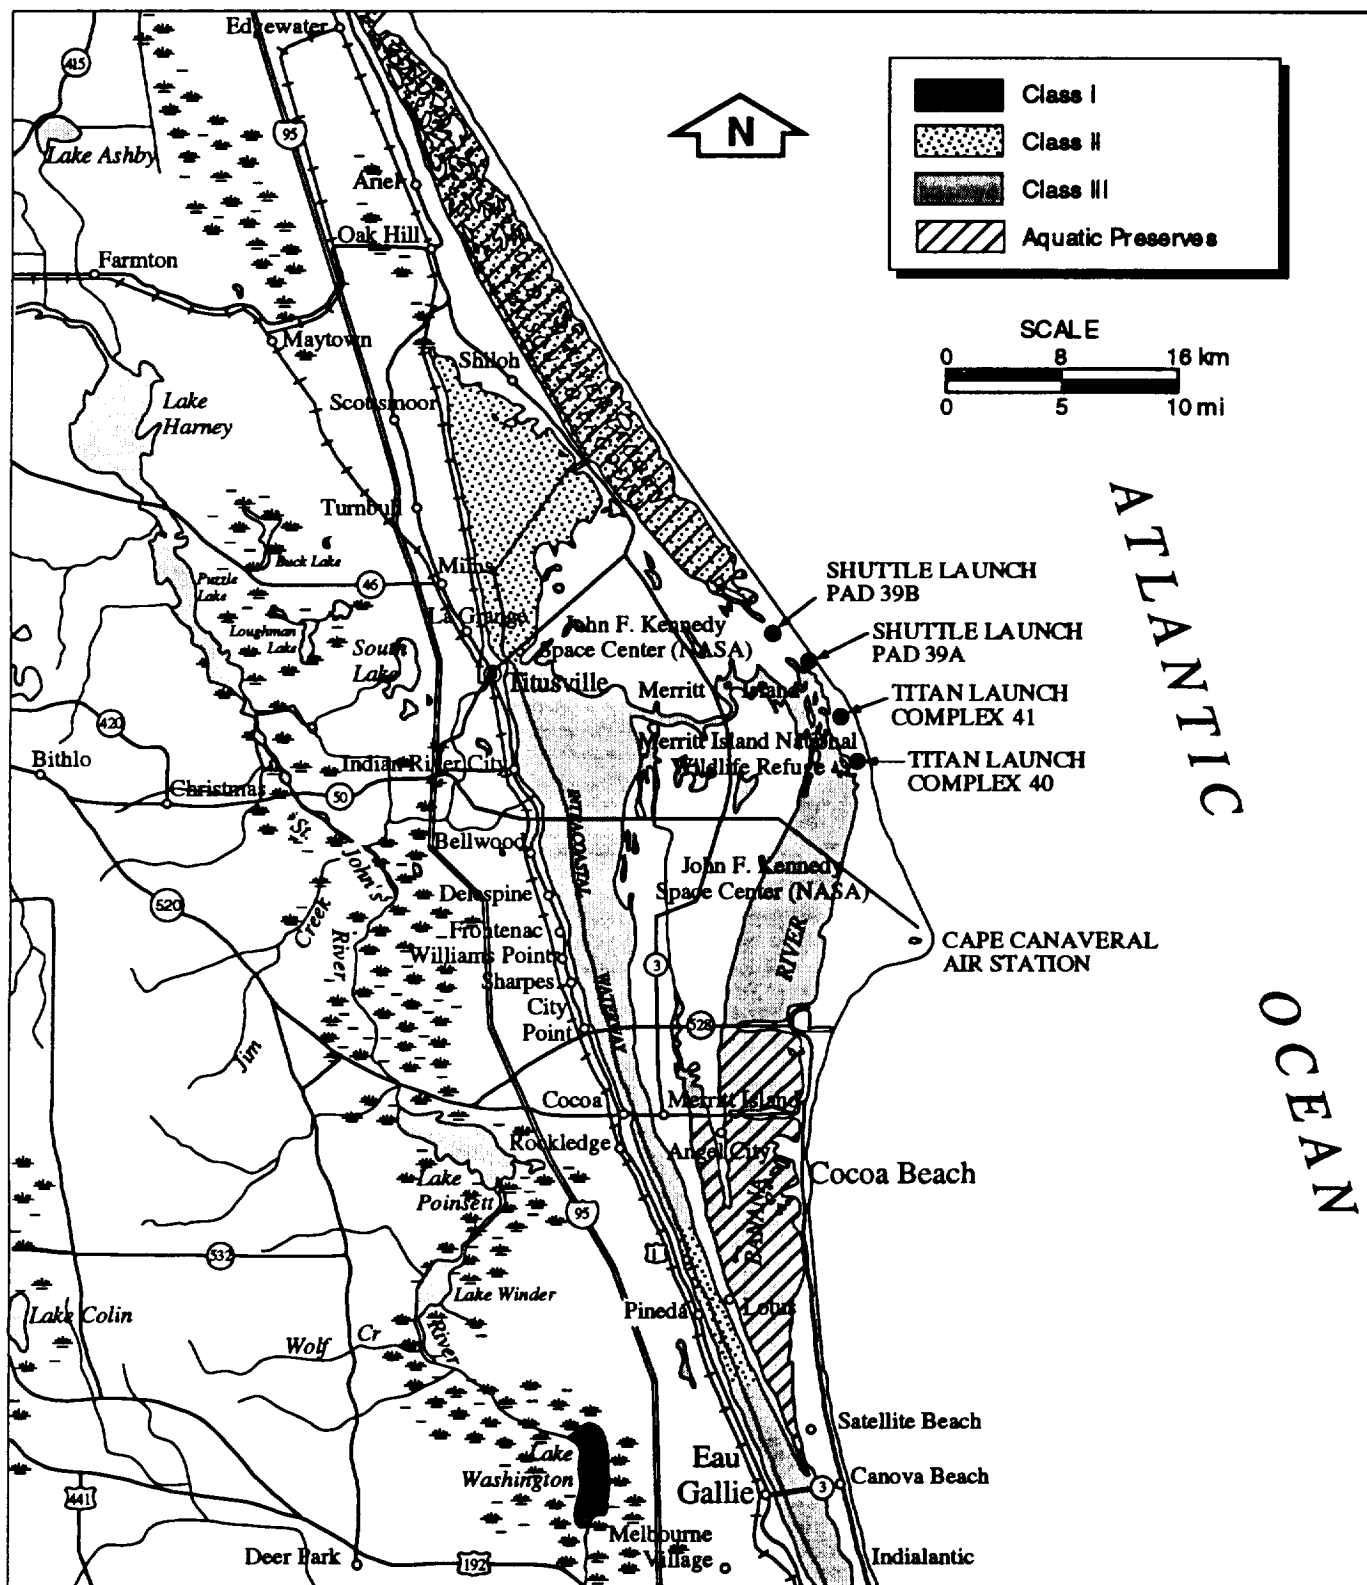 Edgewater
415
95
Lake Ashby
Ariel
Oak Hill
Farmton
Maytown
N
Class I
Class II
Class III
Aquatic Preserves
SCALE
0 8 16 km
0 5 10 mi
Shiloh
Scottsmoor
Lake
Harney
Turnbull
Buck Lake
Mims
46
Puzzle
Lake
La Grange
Loughman
Lake
South
Lake
Titusville
John F. Kennedy
Space Center (NASA)
Merritt Island
Merritt Island National
Wildlife Refuge
SHUTTLE LAUNCH
PAD 39B
SHUTTLE LAUNCH
PAD 39A
TITAN LAUNCH
COMPLEX 41
TITAN LAUNCH
COMPLEX 40
ATLANTIC
OCEAN
420
Bithlo
Christmas
Indian River City
50
St.
John's
River
INTRACOASTAL
WATERWAY
Bellwood
Delespine
Frontenac
Williams Point
Sharpes
City
Point
John F. Kennedy
Space Center (NASA)
BANANA
RIVER
CAPE CANAVERAL
AIR STATION
520
Jim
Creek
3
528
Cocoa
Merritt Island
Rockledge
Angel City
Cocoa Beach
Lake
Poinsett
95
532
1
Lake Winder
Lake Colin
Wolf Cr
River
Pineda
Lotus
Satellite Beach
Lake
Washington
Eau
Gallie
3
Canova Beach
441
Melbourne
Village
Deer Park
192
Indialantic